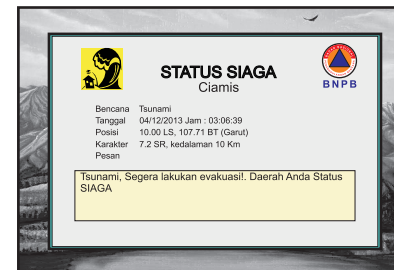 STATUS SIAGA
Ciamis
BNPB
Bencana Tsunami
Tanggal 04/12/2013 Jam : 03:06:39
Posisi 10.00 LS, 107.71 BT (Garut)
Karakter 7.2 SR, kedalaman 10 Km
Pesan
Tsunami, Segera lakukan evakuasi!. Daerah Anda Status
SIAGA